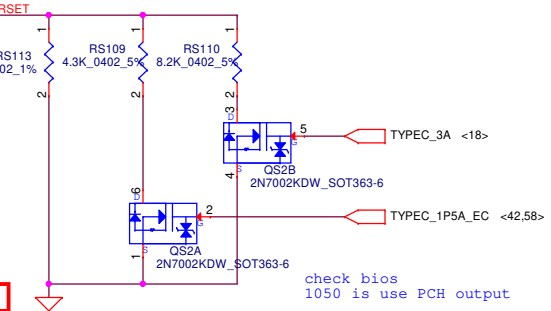 RSET
1 1 1
RS113 RS109 RS110
02_1% 4.3K_0402_5% 8.2K_0402_5%
2 2 2
3
D
5 TYPEC_3A <18>
G
S
4 QS2B
2N7002KDW_SOT363-6
6
D
2 TYPEC_1P5A_EC <42,58>
G
S
1 QS2A
2N7002KDW_SOT363-6
check bios
1050 is use PCH output